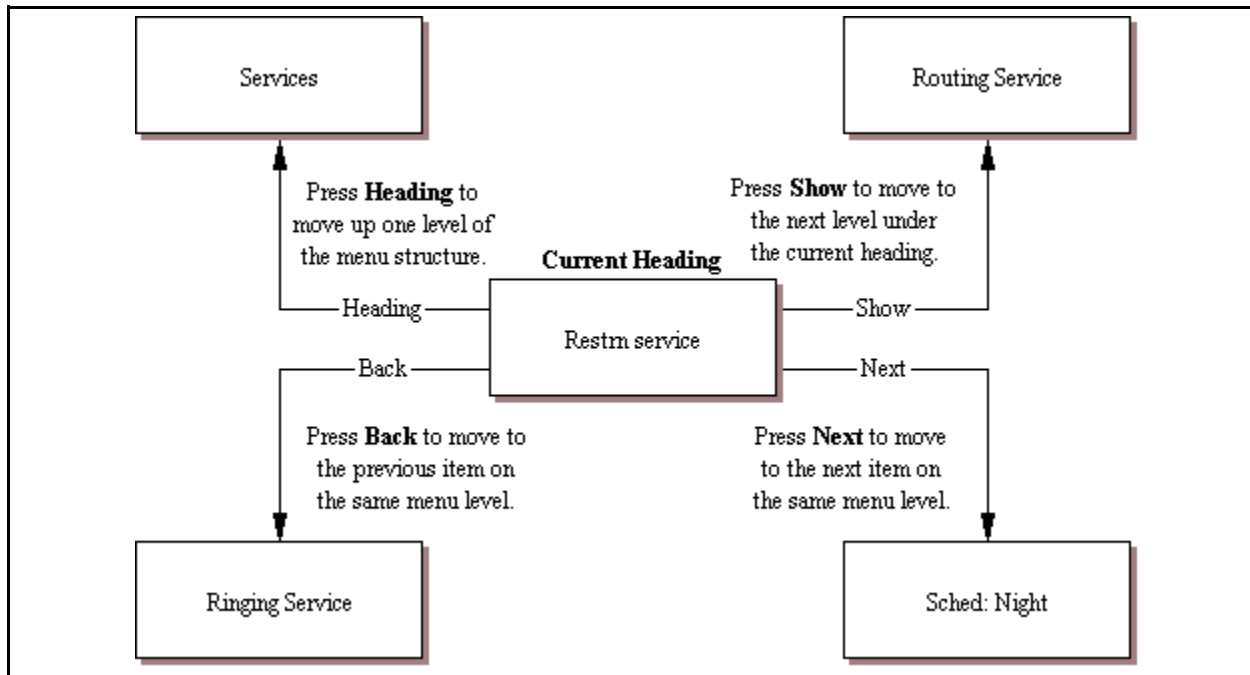 Services
Routing Service
Press Heading to
move up one level of
the menu structure.
Press Show to move to
the next level under
the current heading.
Current Heading
Heading
Show
Restrn service
Back
Next
Press Back to move to
the previous item on
the same menu level.
Press Next to move
to the next item on
the same menu level.
Ringing Service
Sched: Night